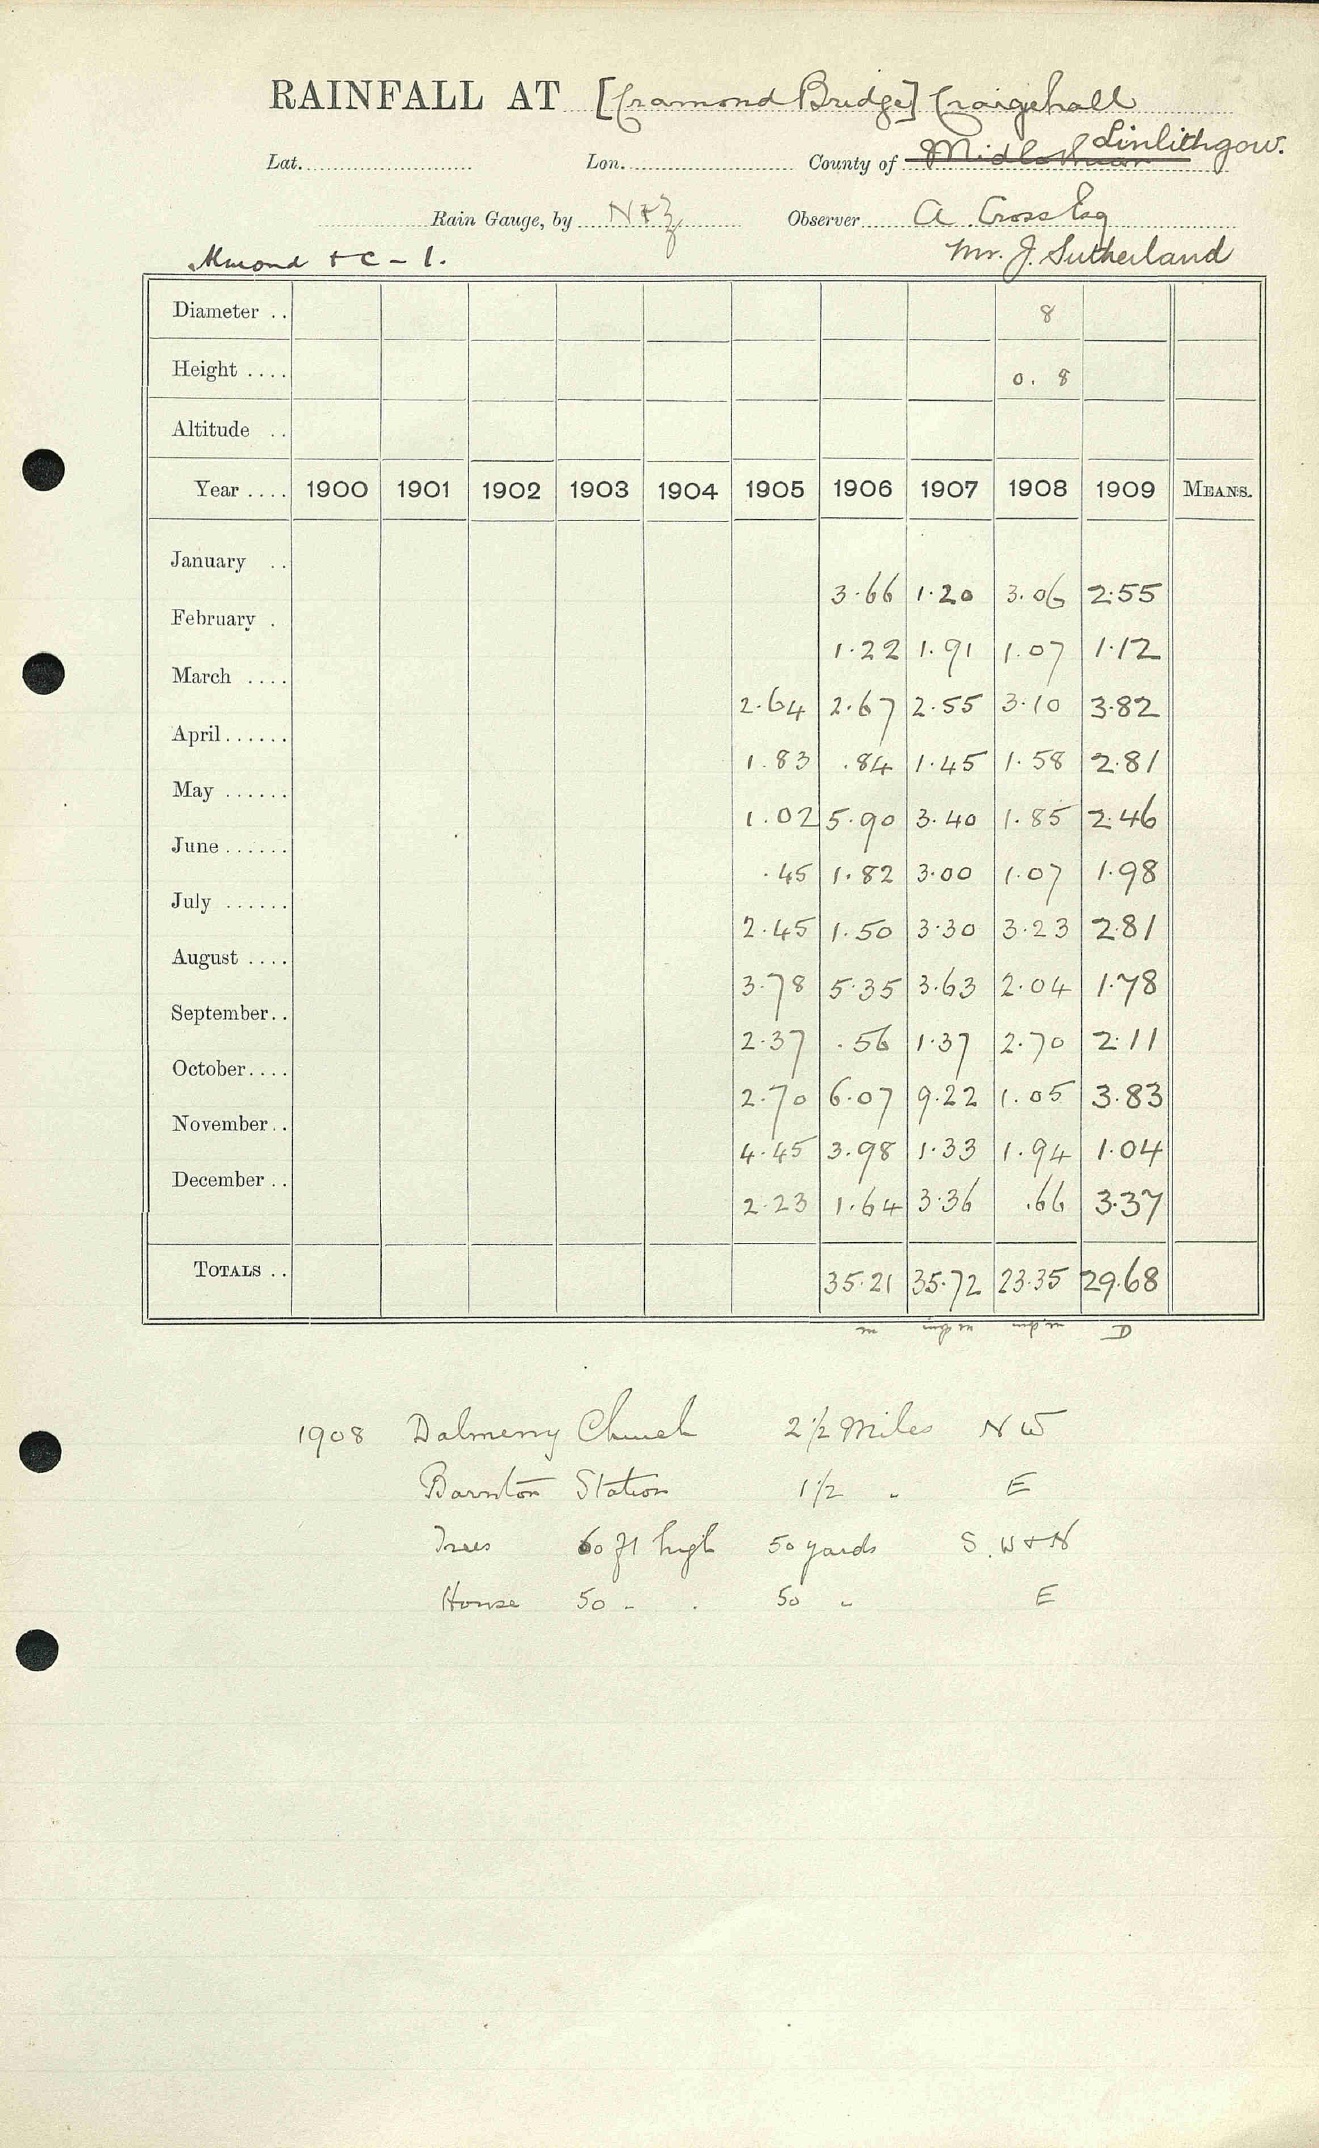 RAINFALL AT [Cramond Bridge] Craigiehall
Linlithgow.
Lat. Lon. County of Midlothian
Rain Gauge, by N+Z Observer A. Cross Esq
Almond +C-1. Mr. J. Sutherland
Diameter .. 8
Height .... 0. 8
Altitude ..
Year .... 1900 1901 1902 1903 1904 1905 1906 1907 1908 1909 MEANS.
January .. 3.66 1.20 3.06 2.55
February . 1.22 1.91 1.07 1.12
March .... 2.64 2.67 2.55 3.10 3.82
April ...... 1.83 .84 1.45 1.58 2.81
May ...... 1.02 5.90 3.40 1.85 2.46
June ...... .45 1.82 3.00 1.07 1.98
July ...... 2.45 1.50 3.30 3.23 2.81
August .... 3.78 5.35 3.63 2.04 1.78
September.. 2.37 .56 1.37 2.70 2.11
October.... 2.70 6.07 9.22 1.05 3.83
November.. 4.45 3.98 1.33 1.94 1.04
December .. 2.23 1.64 3.36 .66 3.37
TOTALS .. 35.21 35.72 23.35 29.68
1908 Dalmeny Church 2 1/2 Miles N W
Barnton Station 1 1/2 " E
Trees 60 ft high 50 yards S. W + N
House 50 " " 50 " E